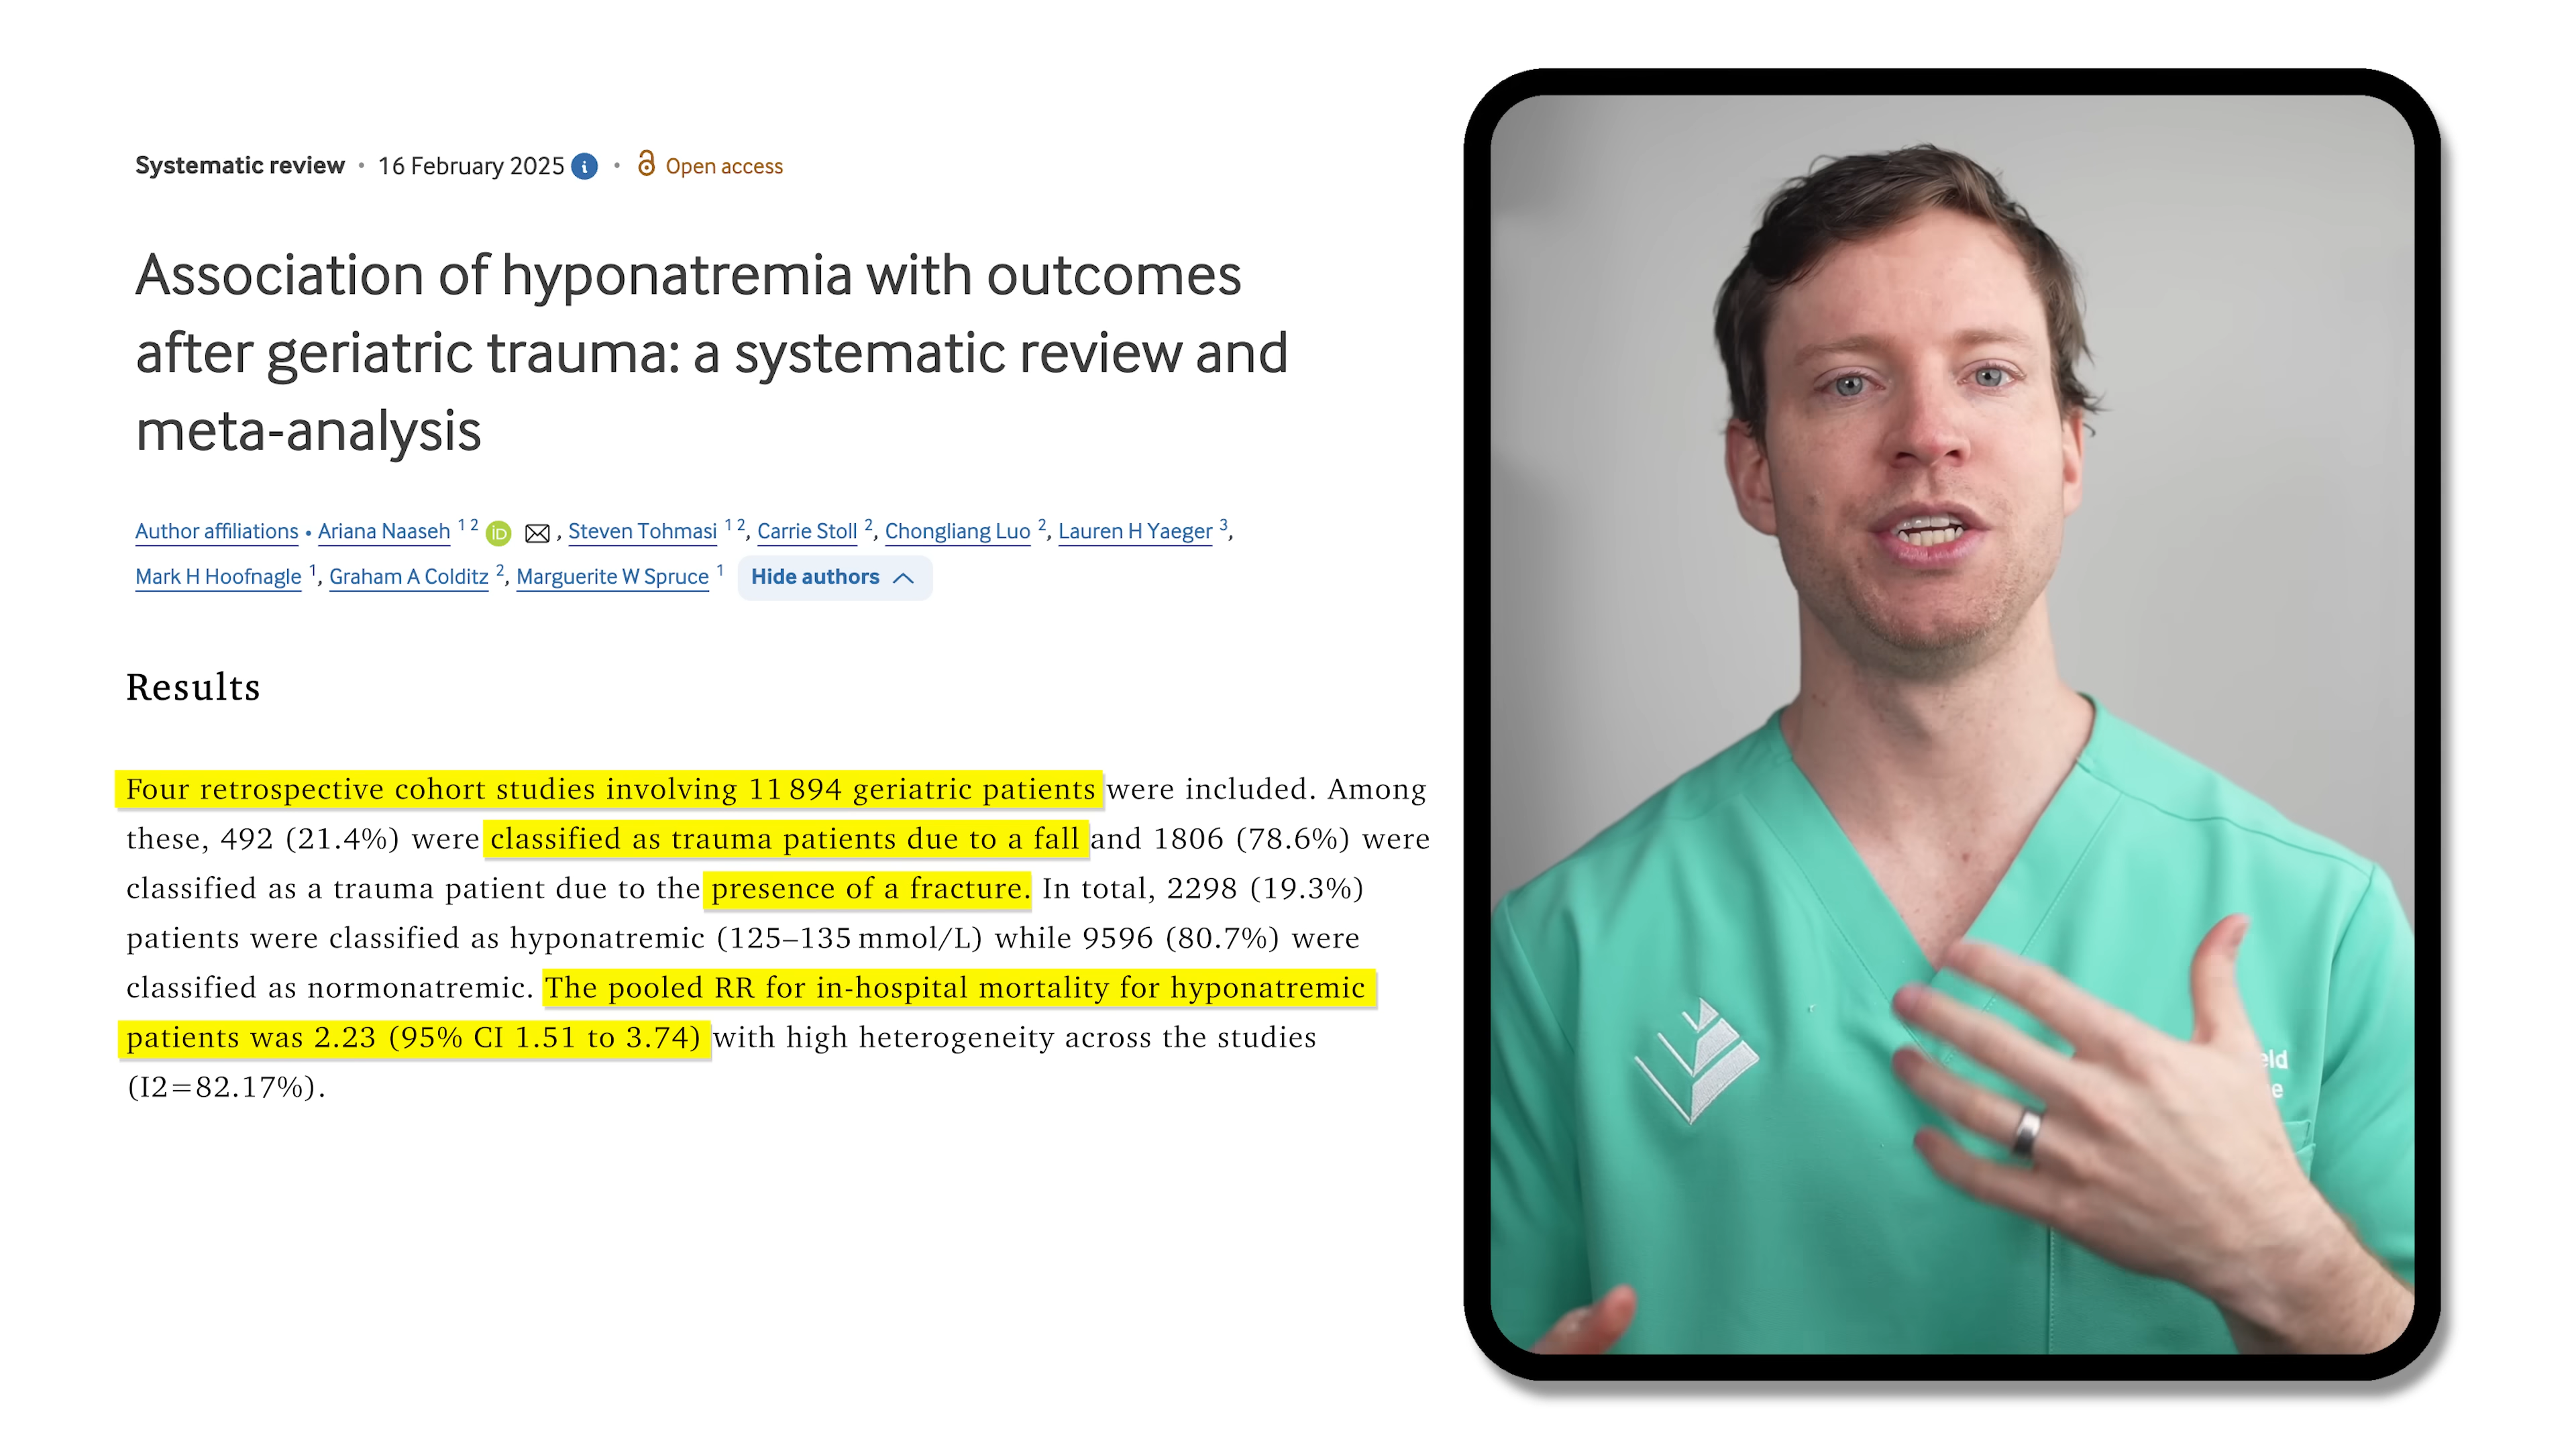 Systematic review • 16 February 2025 i • Open access
Association of hyponatremia with outcomes
after geriatric trauma: a systematic review and
meta-analysis
Author affiliations • Ariana Naaseh 1 2 iD , Steven Tohmasi 1 2, Carrie Stoll 2, Chongliang Luo 2, Lauren H Yaeger 3,
Mark H Hoofnagle 1, Graham A Colditz 2, Marguerite W Spruce 1 Hide authors
Results
Four retrospective cohort studies involving 11 894 geriatric patients were included. Among
these, 492 (21.4%) were classified as trauma patients due to a fall and 1806 (78.6%) were
classified as a trauma patient due to the presence of a fracture. In total, 2298 (19.3%)
patients were classified as hyponatremic (125–135 mmol/L) while 9596 (80.7%) were
classified as normonatremic. The pooled RR for in-hospital mortality for hyponatremic
patients was 2.23 (95% CI 1.51 to 3.74) with high heterogeneity across the studies
(I2=82.17%).